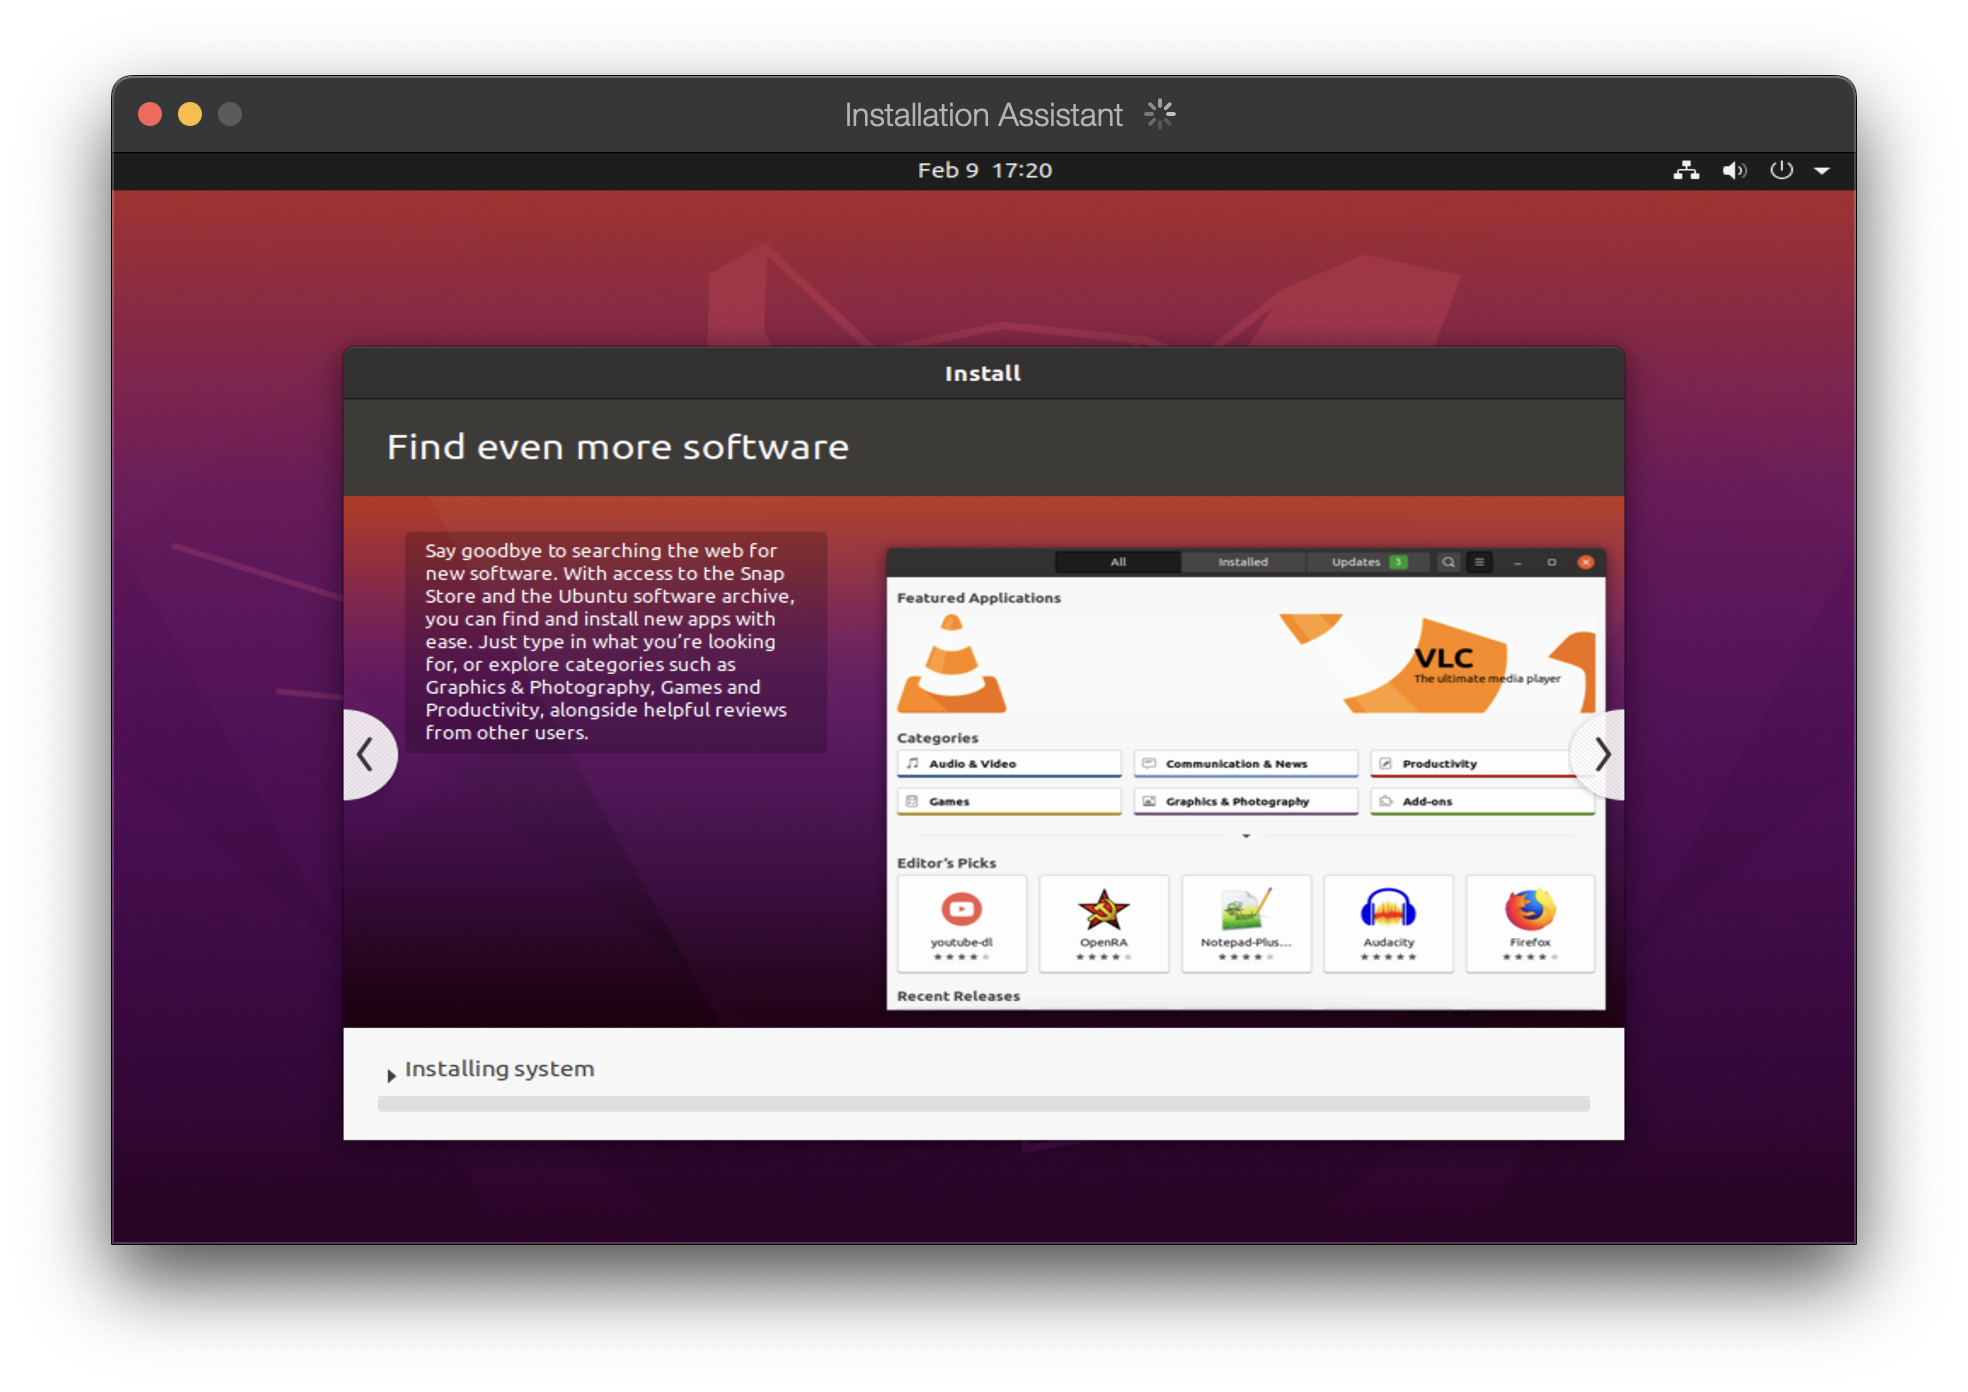 Installation Assistant
Feb 9 17:20
Install
Find even more software
Say goodbye to searching the web for
new software. With access to the Snap
Store and the Ubuntu software archive,
you can find and install new apps with
ease. Just type in what you’re looking
for, or explore categories such as
Graphics & Photography, Games and
Productivity, alongside helpful reviews
from other users.
All Installed Updates 3
Featured Applications
VLC
The ultimate media player
Categories
Audio & Video Communication & News Productivity
Games Graphics & Photography Add-ons
Editor’s Picks
youtube-dl OpenRA Notepad-Plus... Audacity Firefox
Recent Releases
Installing system